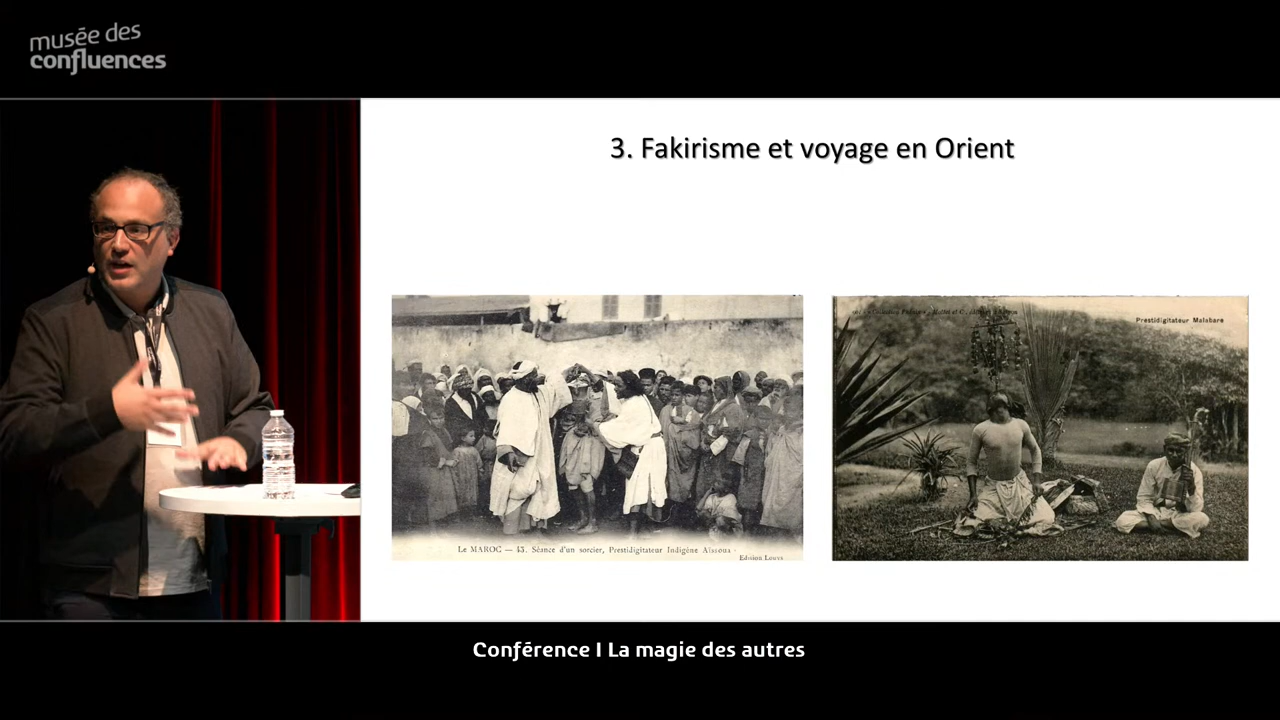 musée des
confluences
3. Fakirisme et voyage en Orient
Prestidigitateur Malabare
Le MAROC — 43. Séance d'un sorcier, Prestidigitateur Indigène Aïssoua -
Edition Louys
Conférence I La magie des autres